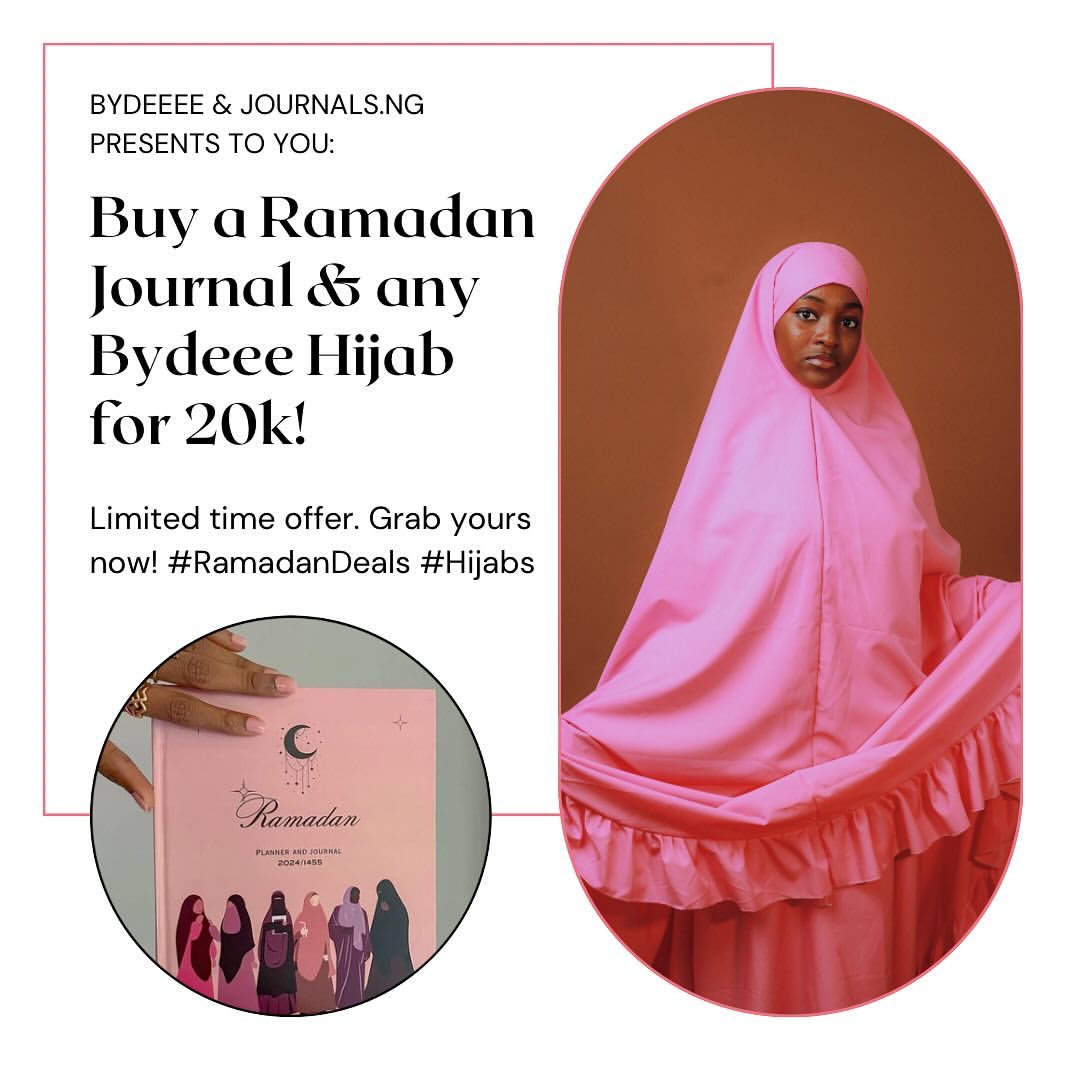 BYDEEEE & JOURNALS.NG
PRESENTS TO YOU:
Buy a Ramadan
Journal & any
Bydeee Hijab
for 20k!
Limited time offer. Grab yours
now! #RamadanDeals #Hijabs
Ramadan
PLANNER AND JOURNAL
2024/1455